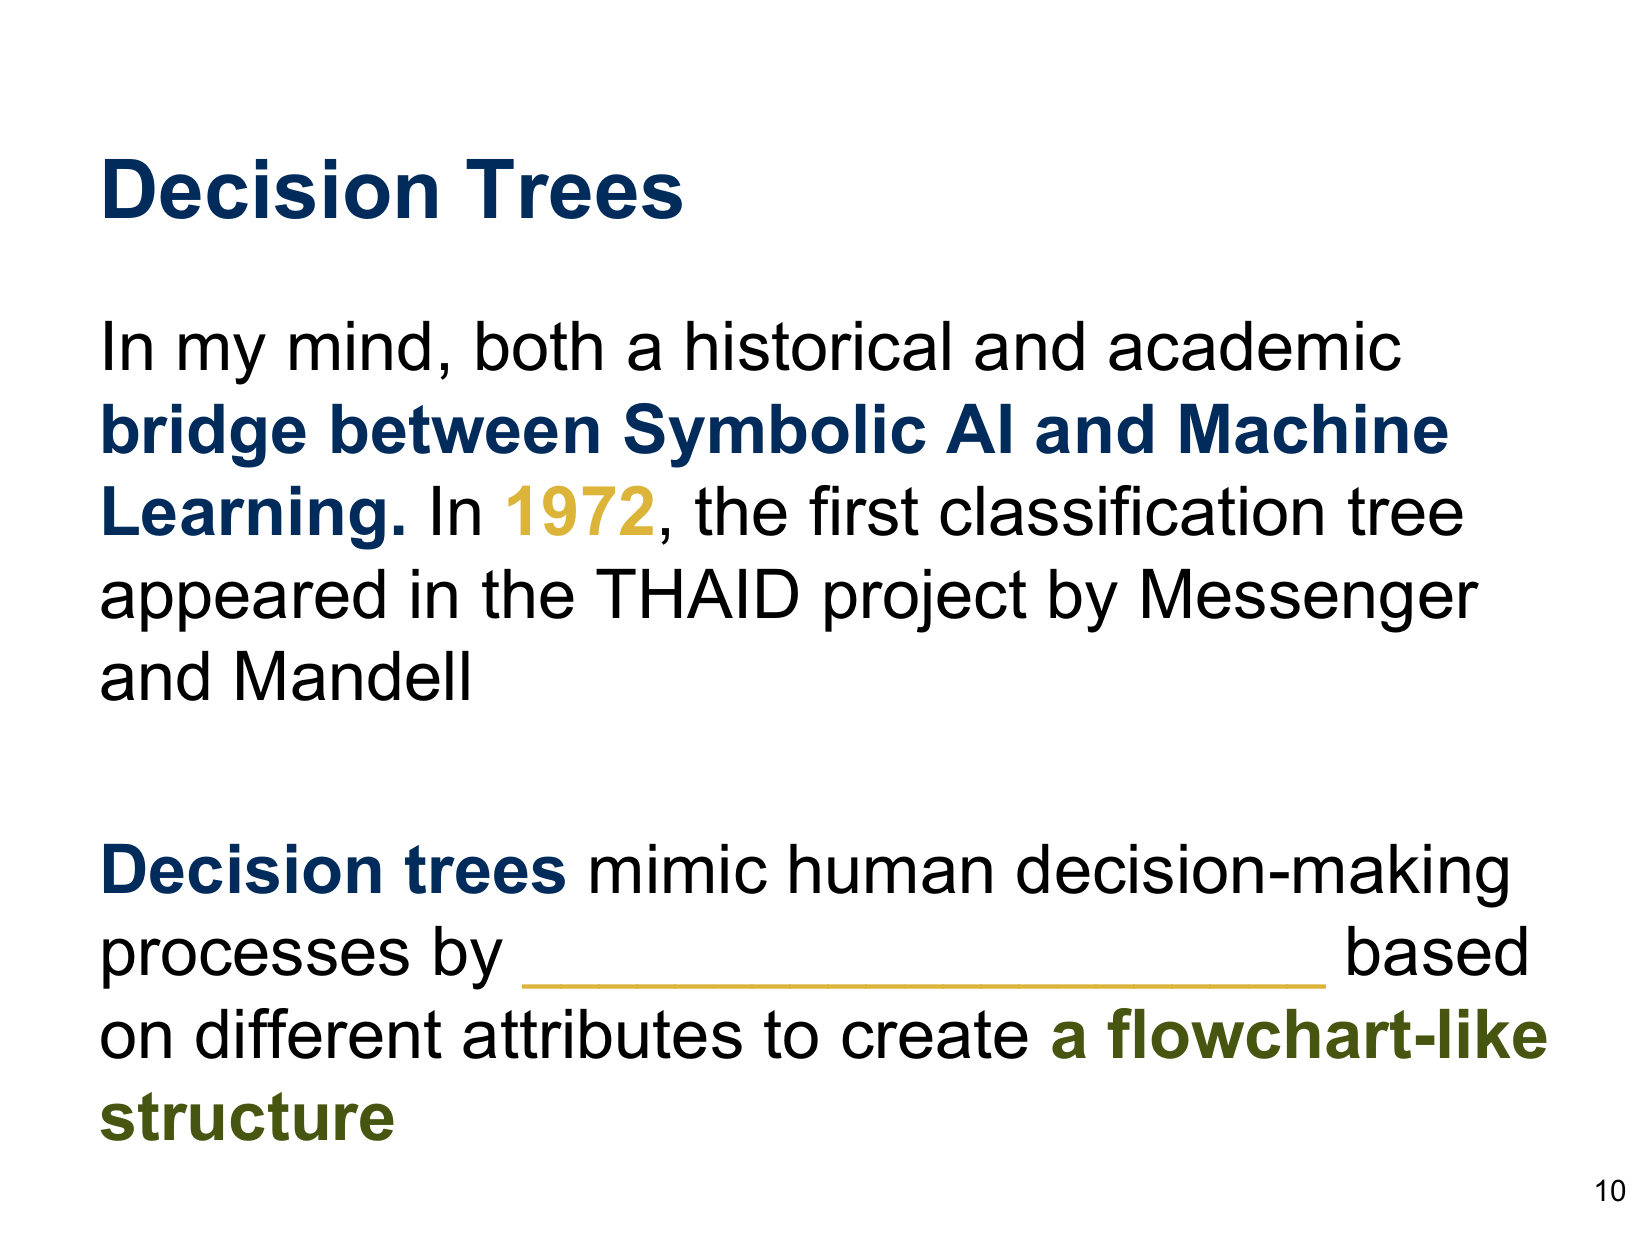 Decision Trees
In my mind, both a historical and academic
bridge between Symbolic AI and Machine
Learning. In 1972, the first classification tree
appeared in the THAID project by Messenger
and Mandell
Decision trees mimic human decision-making
processes by _____________________ based
on different attributes to create a flowchart-like
structure
10